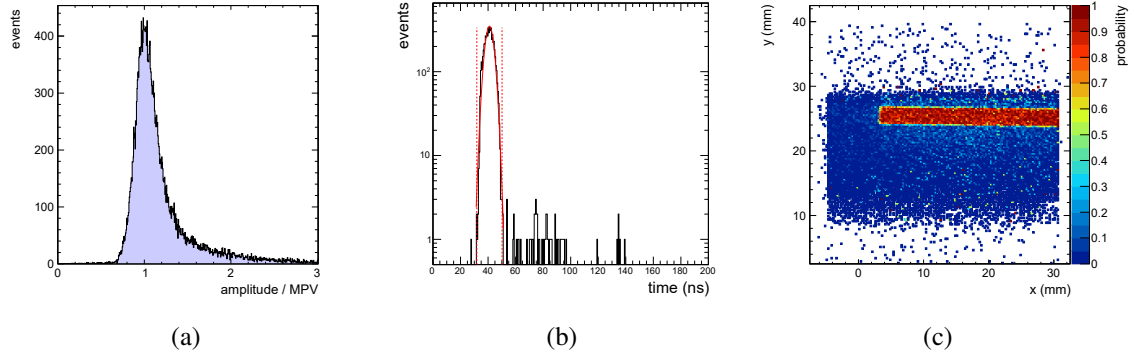 events
400
300
200
100
0
0 1 2 3
amplitude / MPV
(a)
events
10²
10
1
0 20 40 60 80 100 120 140 160 180 200
time (ns)
(b)
y (mm)
40
30
20
10
0 10 20 30
x (mm)
probability
1
0.9
0.8
0.7
0.6
0.5
0.4
0.3
0.2
0.1
0
(c)